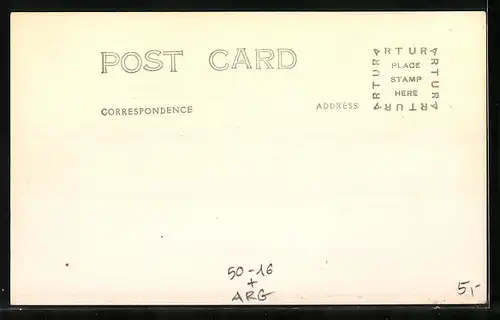 POST CARD
CORRESPONDENCE
ADDRESS
ARTURA
ARTURA
ARTURA
ARTURA
PLACE
STAMP
HERE
50-16
+
ARG
5,-